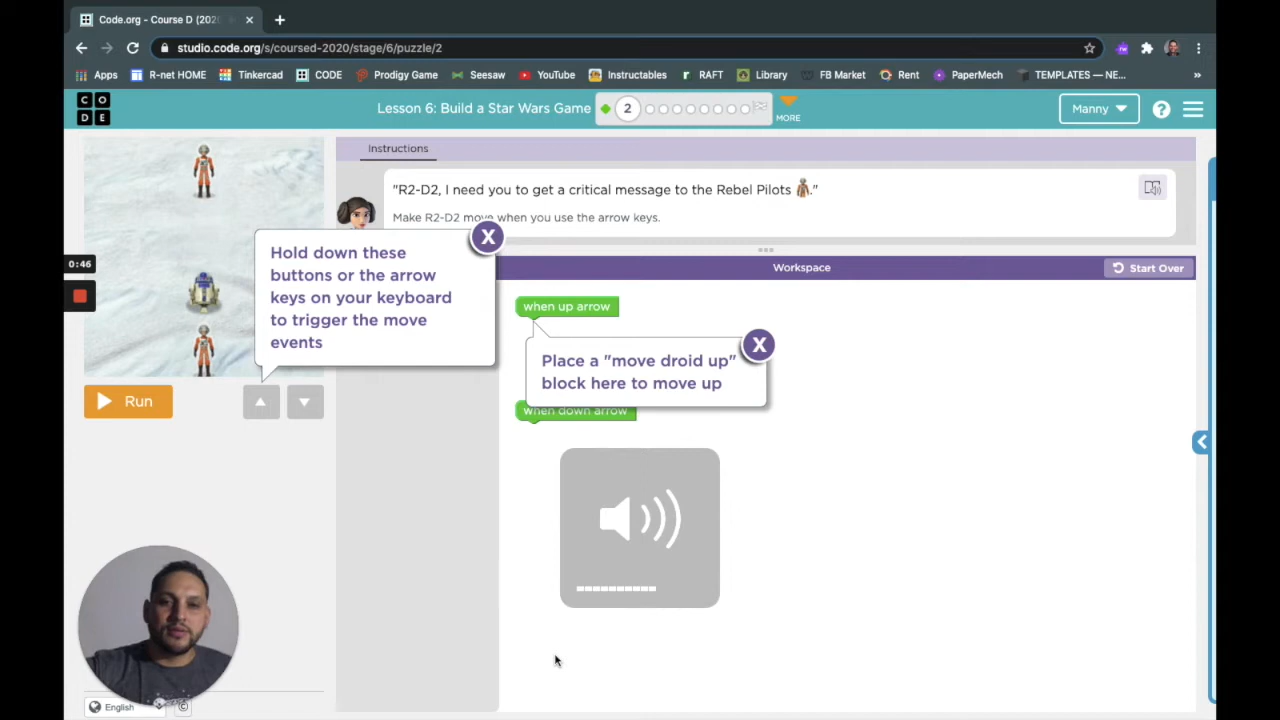 Code.org - Course D (202
studio.code.org/s/coursed-2020/stage/6/puzzle/2
Apps
R-net HOME
Tinkercad
CODE
Prodigy Game
Seesaw
YouTube
Instructables
RAFT
Library
FB Market
Rent
PaperMech
TEMPLATES — NE...
C O
D E
Lesson 6: Build a Star Wars Game
2
MORE
Manny
?
Instructions
"R2-D2, I need you to get a critical message to the Rebel Pilots ."
Make R2-D2 move when you use the arrow keys.
0:46
X
Hold down these
buttons or the arrow
keys on your keyboard
to trigger the move
events
Workspace
Start Over
when up arrow
X
Place a "move droid up"
block here to move up
when down arrow
Run
English
©